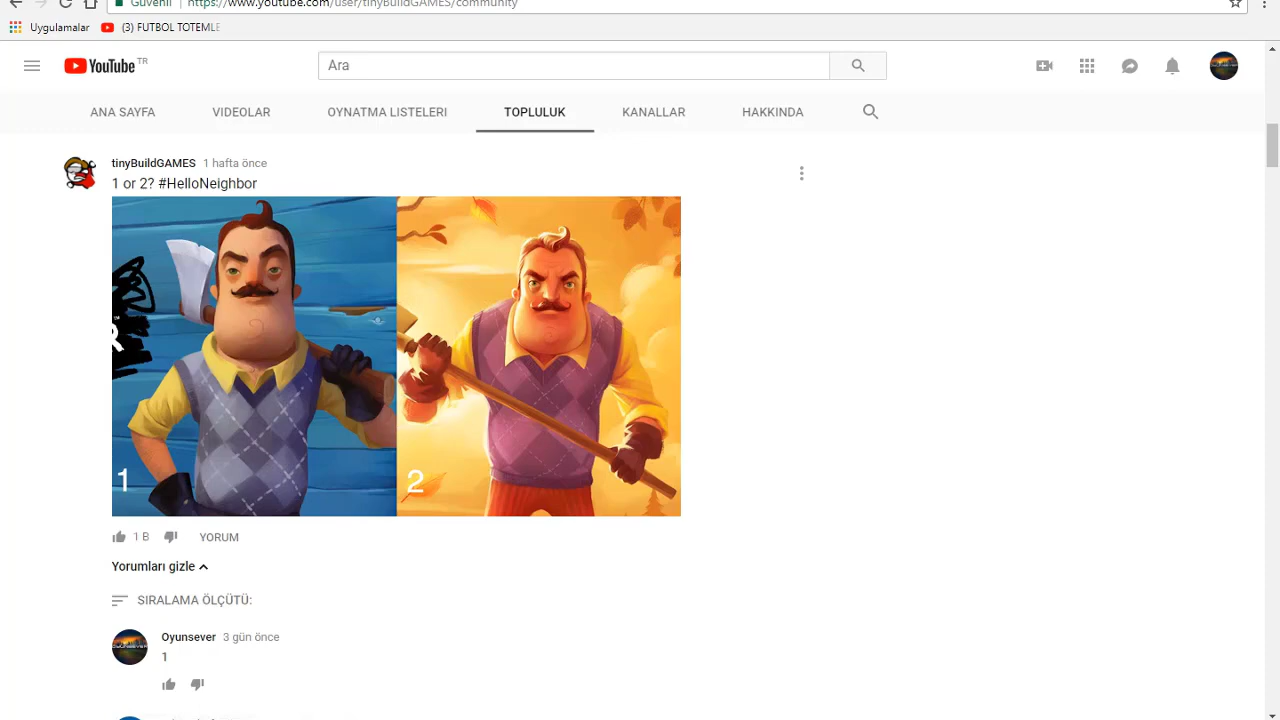 Güvenli https://www.youtube.com/user/tinyBuildGAMES/community
Uygulamalar (3) FUTBOL TOTEMLE
YouTube TR
Ara
ANA SAYFA VIDEOLAR OYNATMA LISTELERI TOPLULUK KANALLAR HAKKINDA
tinyBuildGAMES 1 hafta önce
1 or 2? #HelloNeighbor
R
TM
1
2
1 B YORUM
Yorumları gizle
SIRALAMA ÖLÇÜTÜ:
Oyunsever 3 gün önce
1